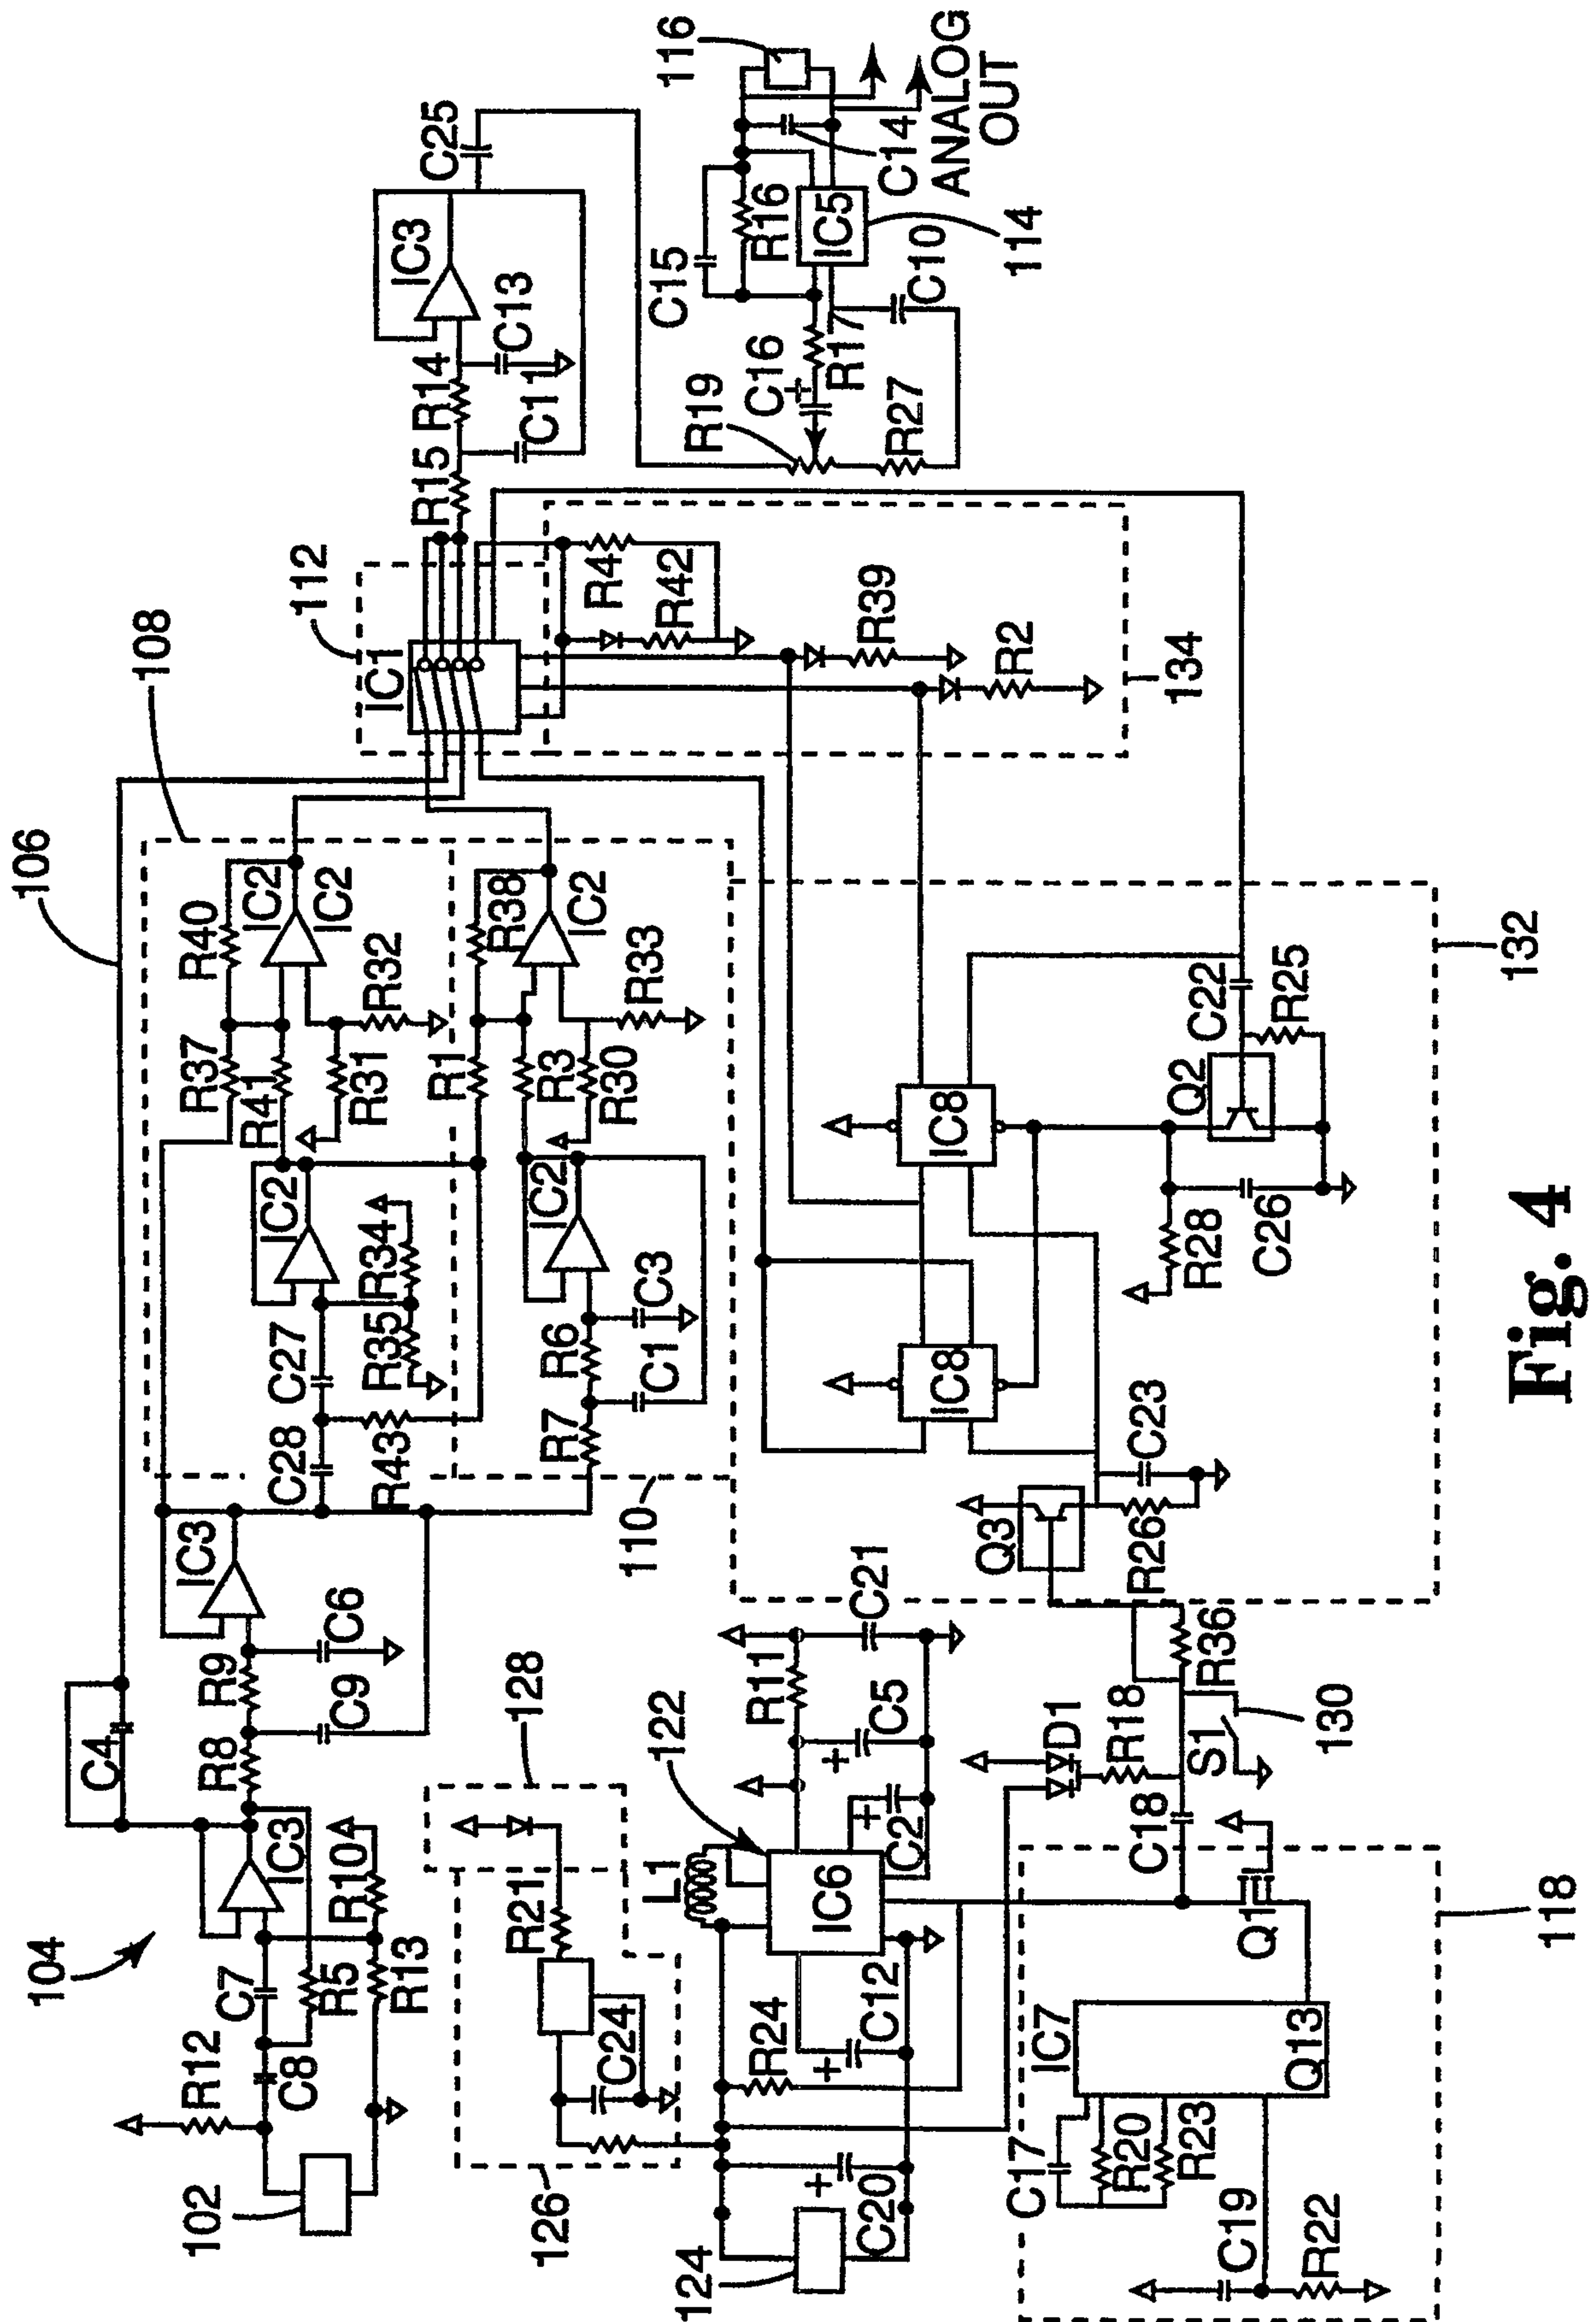 104
102
R12
C8
C7
R5
R13
R10
IC3
C4
R8
R9
C9
C6
IC3
106
108
110
C28
R43
C27
R35
R34
IC2
R37
R41
R31
R40
IC2
IC2
R32
R7
R6
C1
C3
IC2
R1
R3
R30
R38
IC2
R33
112
IC1
R15
R14
C11
C13
IC3
C25
R4
R42
R39
R2
134
R19
C16
R17
R27
C15
R16
IC5
C10
114
C14
116
ANALOG
OUT
126
C24
R21
128
124
C20
R24
C12
L1
IC6
122
C2
C5
R11
C21
D1
R18
C18
S1
130
R36
118
C17
R20
R23
C19
R22
IC7
Q13
Q1
Q3
R26
C23
IC8
IC8
R28
C26
Q2
C22
R25
132
Fig. 4